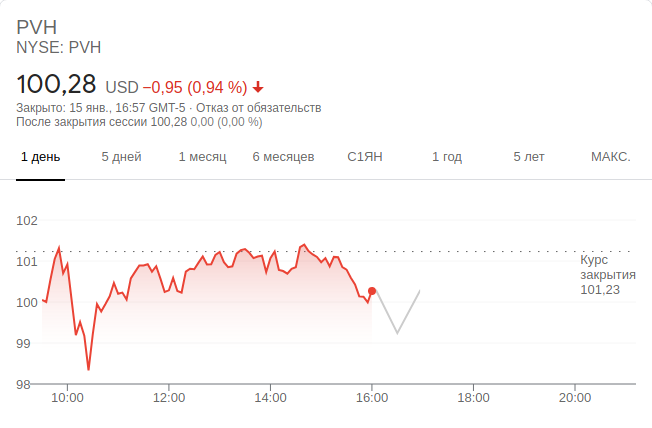 PVH
NYSE: PVH
100,28 USD −0,95 (0,94 %)
Закрыто: 15 янв., 16:57 GMT-5 · Отказ от обязательств
После закрытия сессии 100,28 0,00 (0,00 %)
1 день 5 дней 1 месяц 6 месяцев С1ЯН 1 год 5 лет МАКС.
102
101
100
99
98
Курс
закрытия
101,23
10:00 12:00 14:00 16:00 18:00 20:00